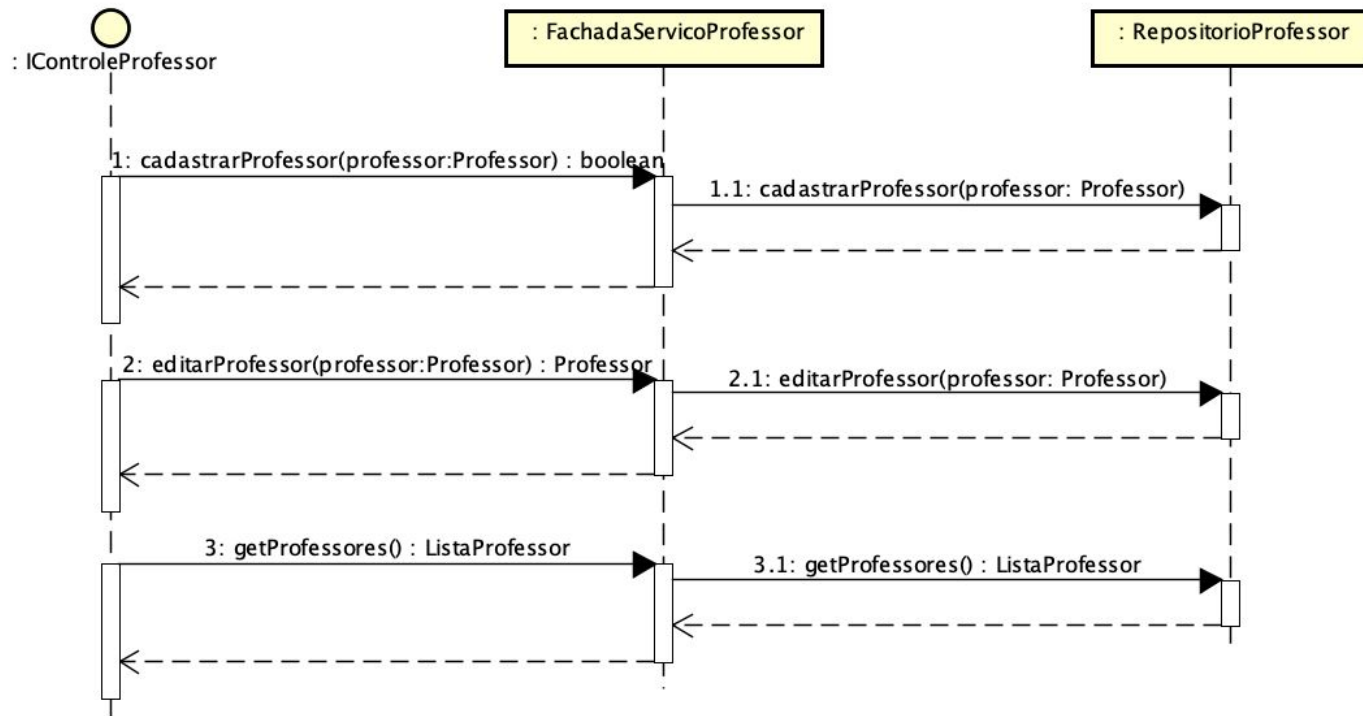 : IControleProfessor
: FachadaServicoProfessor
: RepositorioProfessor
1: cadastrarProfessor(professor:Professor) : boolean
1.1: cadastrarProfessor(professor: Professor)
2: editarProfessor(professor:Professor) : Professor
2.1: editarProfessor(professor: Professor)
3: getProfessores() : ListaProfessor
3.1: getProfessores() : ListaProfessor